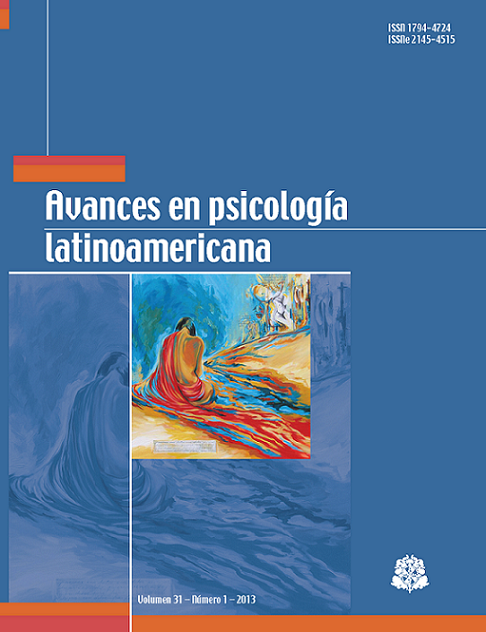 ISSN 1794-4724
ISSNe 2145-4515
Avances en psicología
latinoamericana
Volumen 31 – Número 1 – 2013